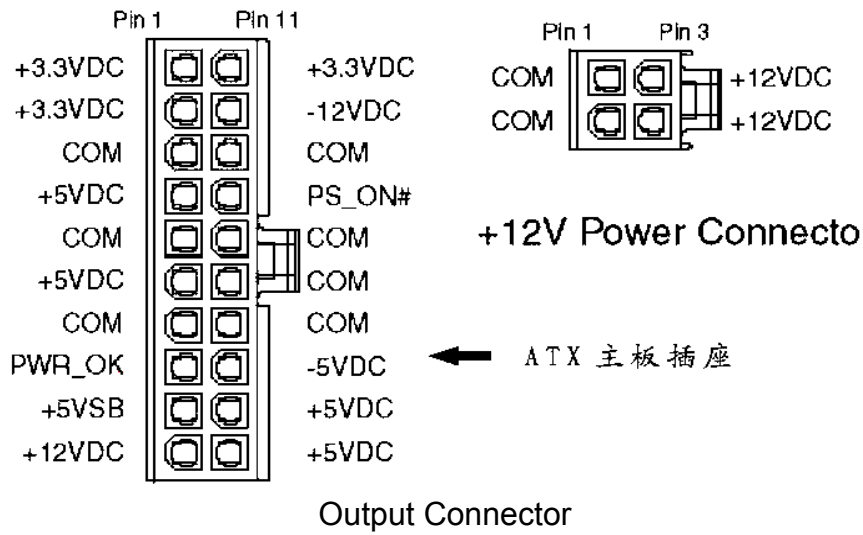 Pin 1 Pin 11
+3.3VDC +3.3VDC
+3.3VDC -12VDC
COM COM
+5VDC PS_ON#
COM COM
+5VDC COM
COM COM
PWR_OK -5VDC
+5VSB +5VDC
+12VDC +5VDC
Pin 1 Pin 3
COM +12VDC
COM +12VDC
+12V Power Connecto
ATX 主板插座
Output Connector